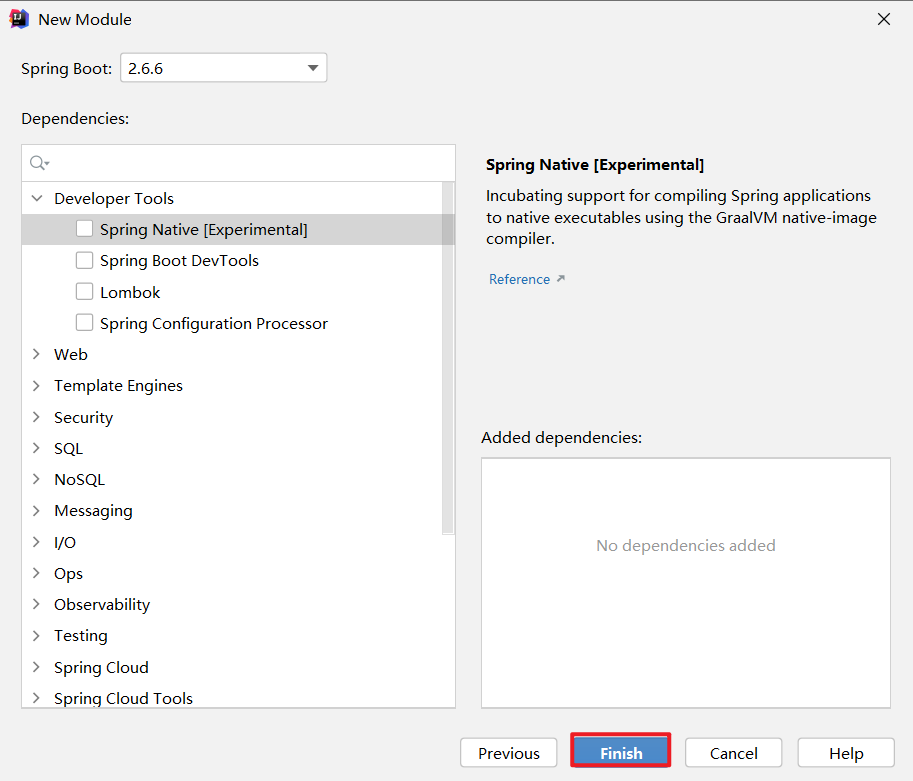 New Module
Spring Boot: 2.6.6
Dependencies:
Developer Tools
Spring Native [Experimental]
Spring Boot DevTools
Lombok
Spring Configuration Processor
Web
Template Engines
Security
SQL
NoSQL
Messaging
I/O
Ops
Observability
Testing
Spring Cloud
Spring Cloud Tools
Spring Native [Experimental]
Incubating support for compiling Spring applications
to native executables using the GraalVM native-image
compiler.
Reference
Added dependencies:
No dependencies added
Previous Finish Cancel Help